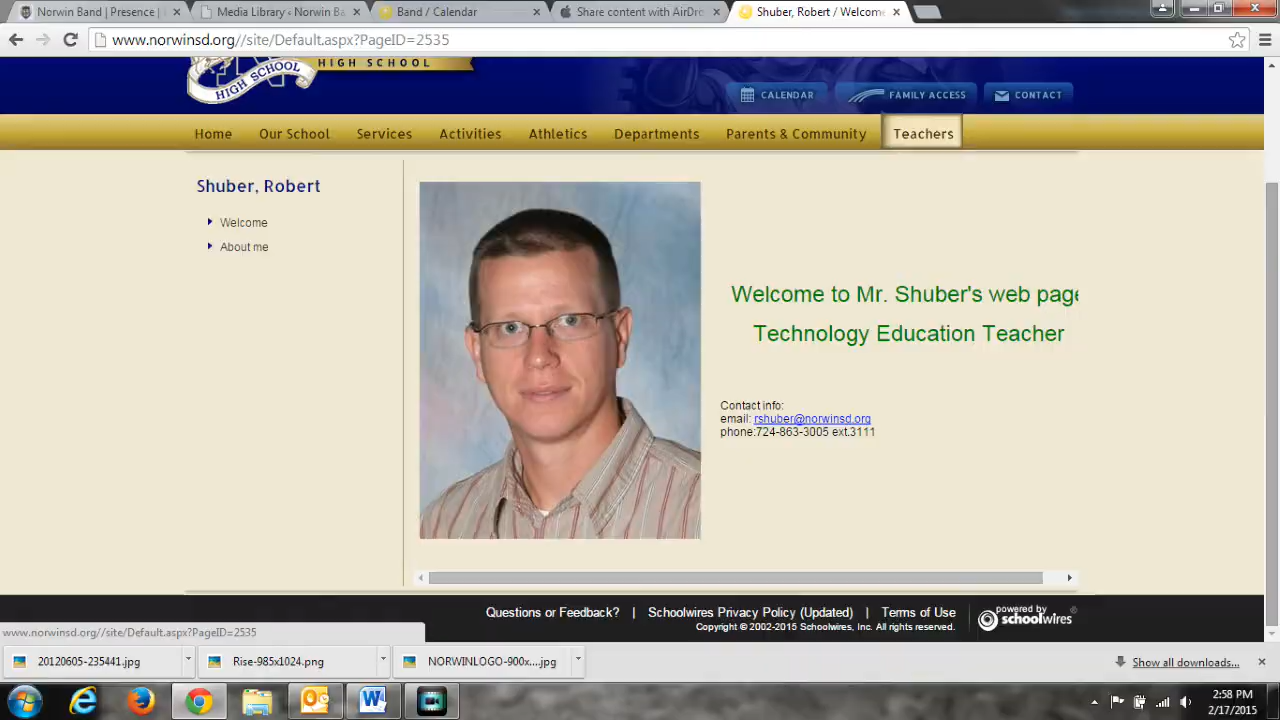 Norwin Band | Presence |
Media Library ‹ Norwin Ba
Band / Calendar
Share content with AirDro
Shuber, Robert / Welcome
www.norwinsd.org//site/Default.aspx?PageID=2535
HIGH SCHOOL
HIGH SCHOOL
CALENDAR
FAMILY ACCESS
CONTACT
Home
Our School
Services
Activities
Athletics
Departments
Parents & Community
Teachers
Shuber, Robert
Welcome
About me
Welcome to Mr. Shuber's web page
Technology Education Teacher
Contact info:
email: rshuber@norwinsd.org
phone:724-863-3005 ext.3111
Questions or Feedback? | Schoolwires Privacy Policy (Updated) | Terms of Use
Copyright © 2002-2015 Schoolwires, Inc. All rights reserved.
powered by
schoolwires®
www.norwinsd.org//site/Default.aspx?PageID=2535
20120605-235441.jpg
Rise-985x1024.png
NORWINLOGO-900x....jpg
Show all downloads...
2:58 PM
2/17/2015